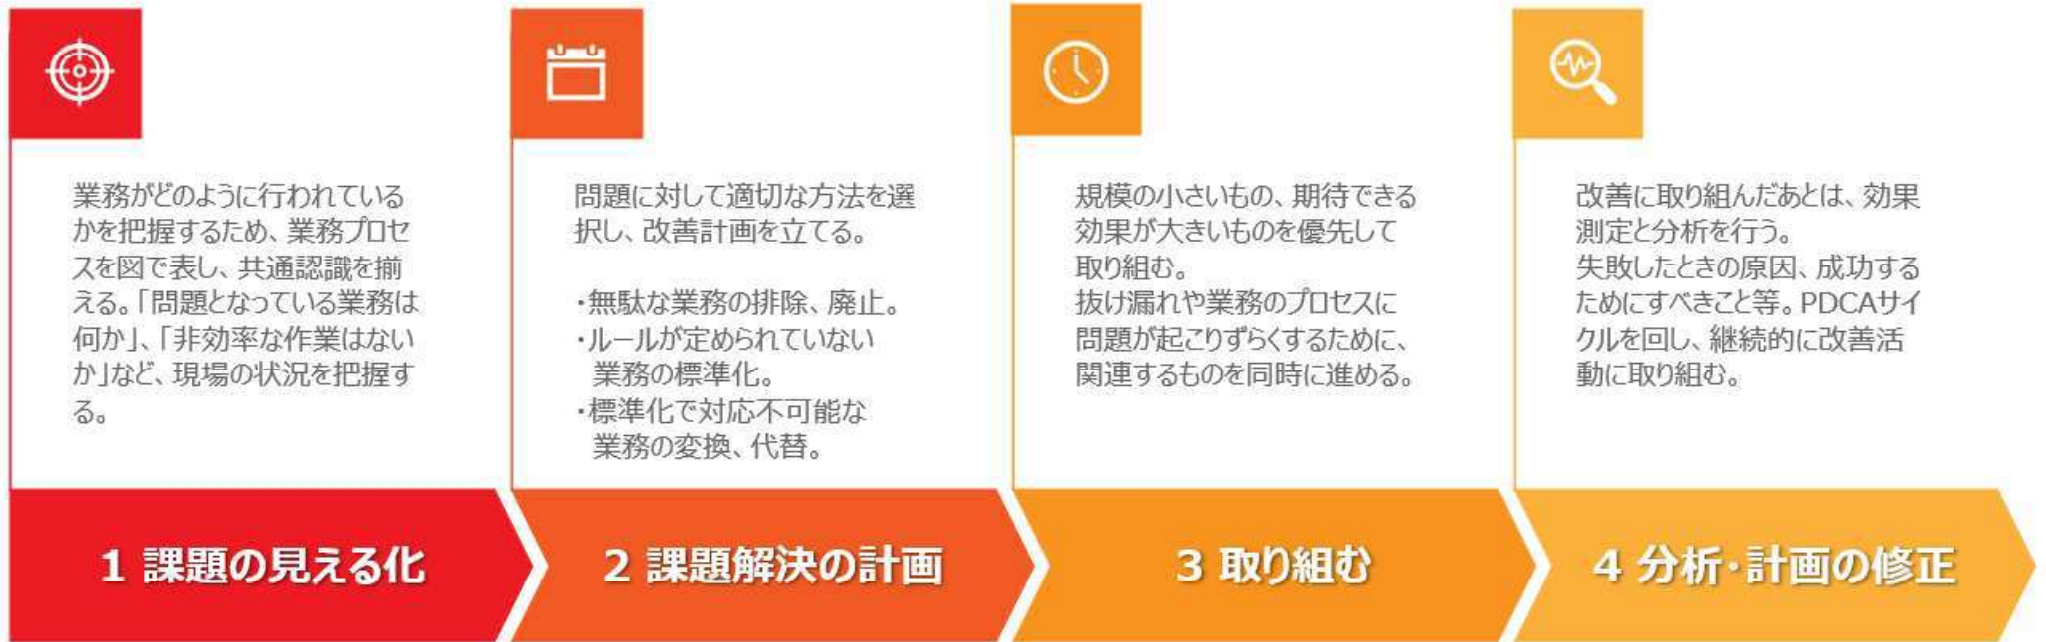 業務がどのように行われている
かを把握するため、業務プロセ
スを図で表し、共通認識を揃
える。「問題となっている業務は
何か」、「非効率な作業はない
か」など、現場の状況を把握す
る。
1 課題の見える化
問題に対して適切な方法を選
択し、改善計画を立てる。
・無駄な業務の排除、廃止。
・ルールが定められていない
業務の標準化。
・標準化で対応不可能な
業務の変換、代替。
2 課題解決の計画
規模の小さいもの、期待できる
効果が大きいものを優先して
取り組む。
抜け漏れや業務のプロセスに
問題が起こりずらくするために、
関連するものを同時に進める。
3 取り組む
改善に取り組んだあとは、効果
測定と分析を行う。
失敗したときの原因、成功する
ためにすべきこと等。PDCAサイ
クルを回し、継続的に改善活
動に取り組む。
4 分析・計画の修正